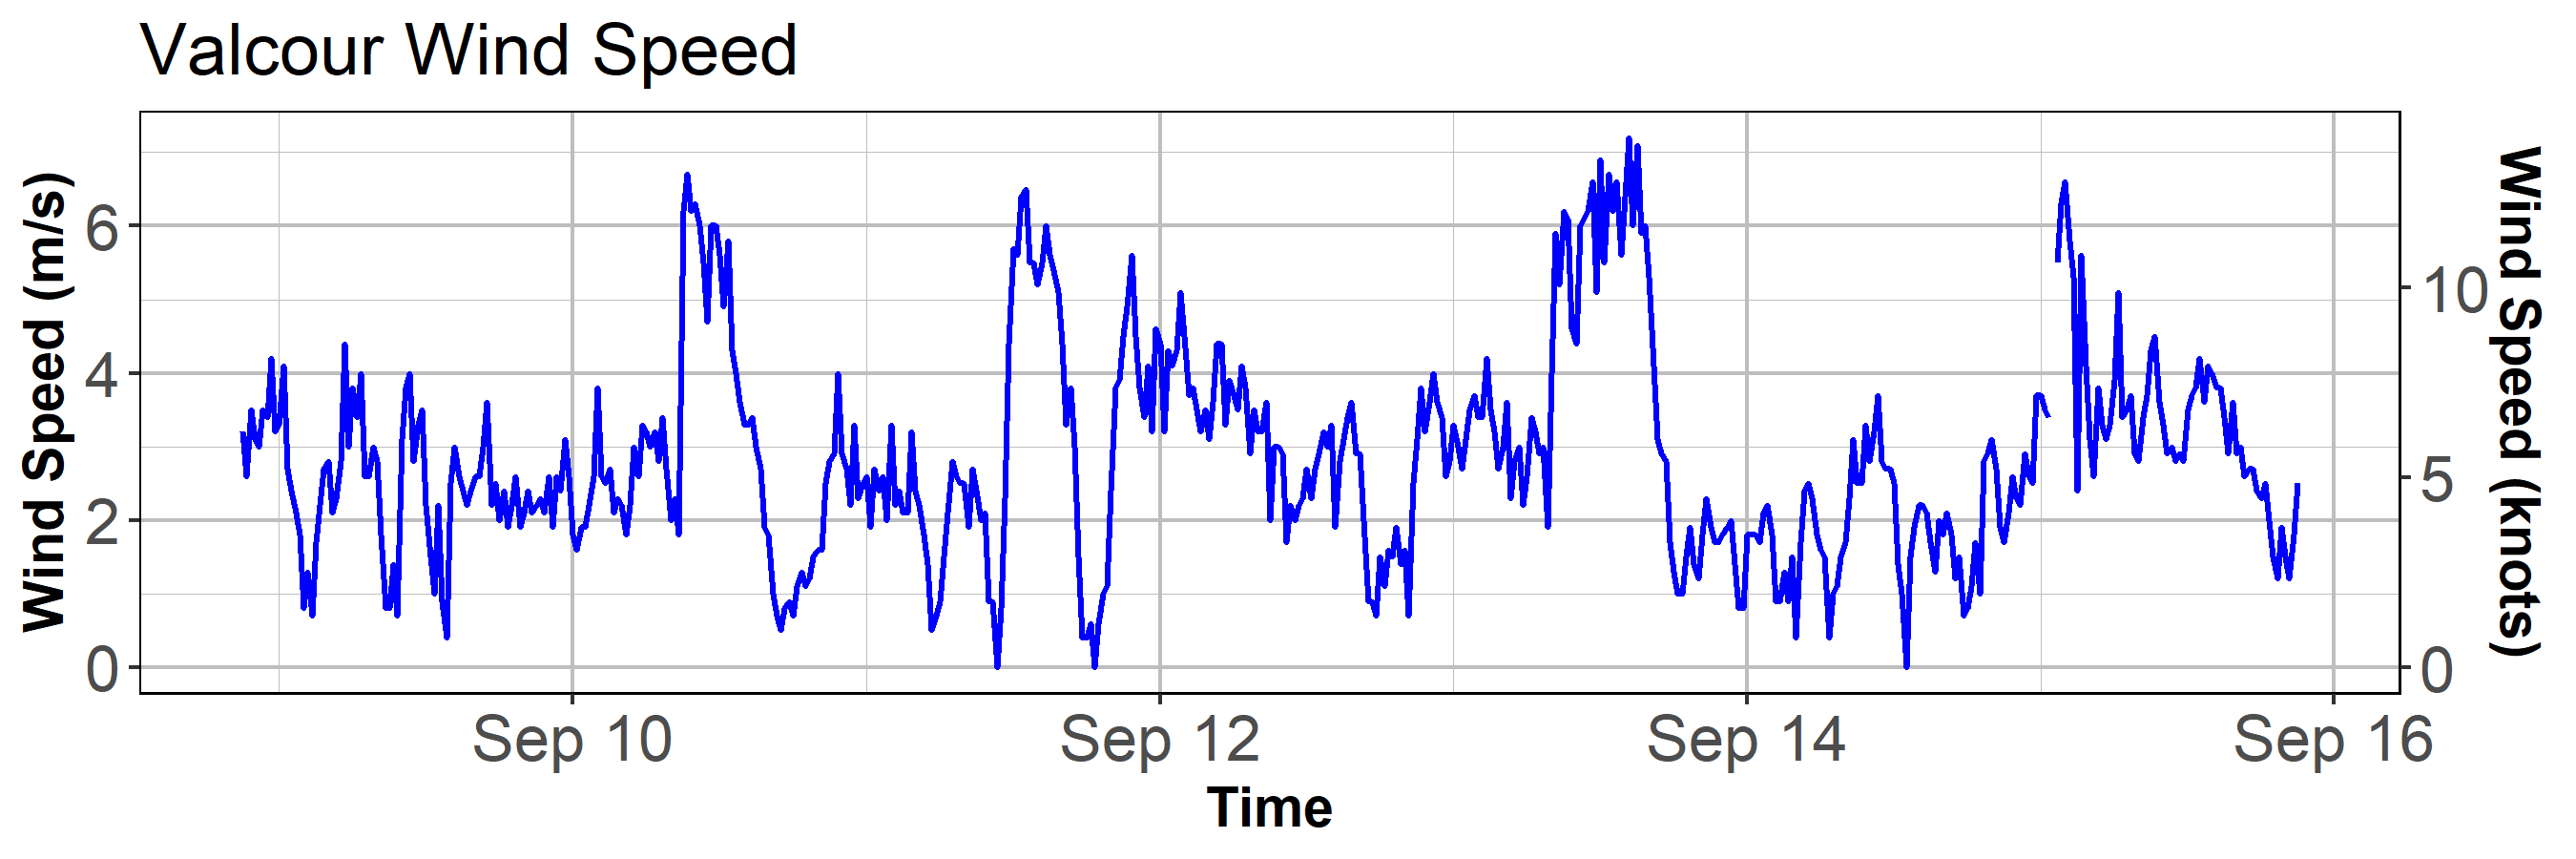 Valcour Wind Speed
Wind Speed (m/s)
6
4
2
0
Wind Speed (knots)
10
5
0
Sep 10
Sep 12
Sep 14
Sep 16
Time